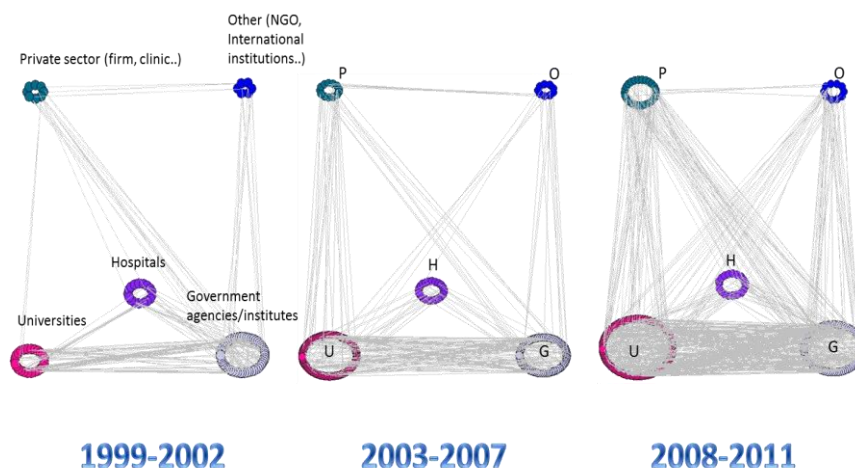 Other (NGO,
International
institutions..)
Private sector (firm, clinic..)
P
O
P
O
Hospitals
H
H
Government
agencies/institutes
Universities
U
G
U
G
1999-2002
2003-2007
2008-2011